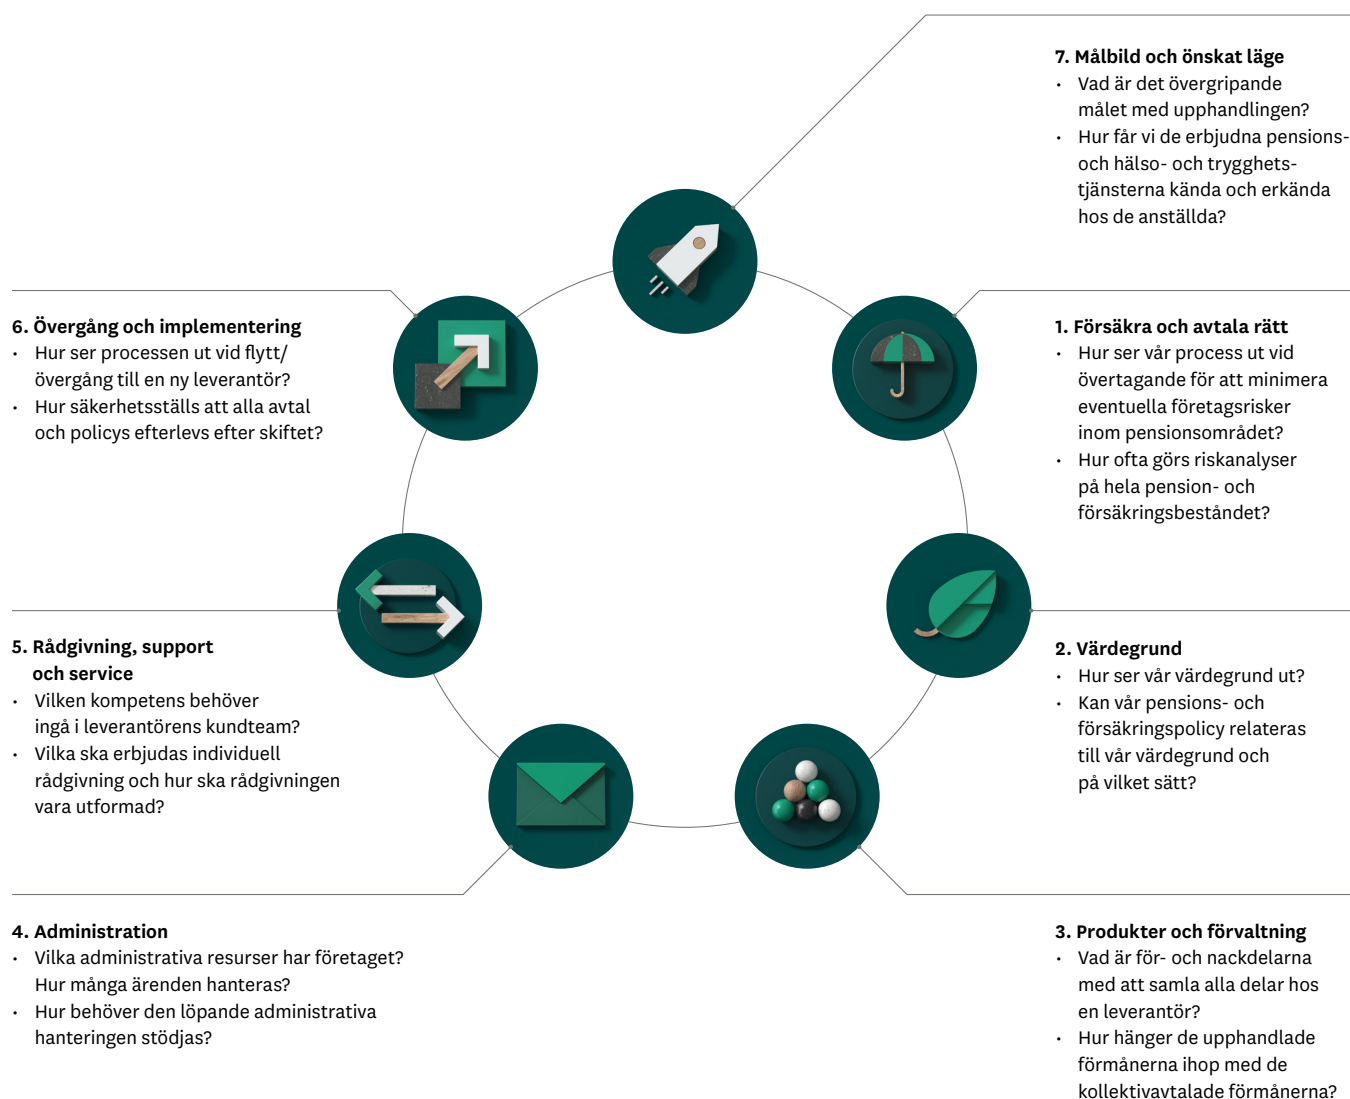 7. Målbild och önskat läge
• Vad är det övergripande
målet med upphandlingen?
• Hur får vi de erbjudna pensions-
och hälso- och trygghets-
tjänsterna kända och erkända
hos de anställda?
1. Försäkra och avtala rätt
• Hur ser vår process ut vid
övertagande för att minimera
eventuella företagsrisker
inom pensionsområdet?
• Hur ofta görs riskanalyser
på hela pension- och
försäkringsbeståndet?
2. Värdegrund
• Hur ser vår värdegrund ut?
• Kan vår pensions- och
försäkringspolicy relateras
till vår värdegrund och
på vilket sätt?
3. Produkter och förvaltning
• Vad är för- och nackdelarna
med att samla alla delar hos
en leverantör?
• Hur hänger de upphandlade
förmånerna ihop med de
kollektivavtalade förmånerna?
4. Administration
• Vilka administrativa resurser har företaget?
Hur många ärenden hanteras?
• Hur behöver den löpande administrativa
hanteringen stödjas?
5. Rådgivning, support
och service
• Vilken kompetens behöver
ingå i leverantörens kundteam?
• Vilka ska erbjudas individuell
rådgivning och hur ska rådgivningen
vara utformad?
6. Övergång och implementering
• Hur ser processen ut vid flytt/
övergång till en ny leverantör?
• Hur säkerhetsställs att alla avtal
och policys efterlevs efter skiftet?